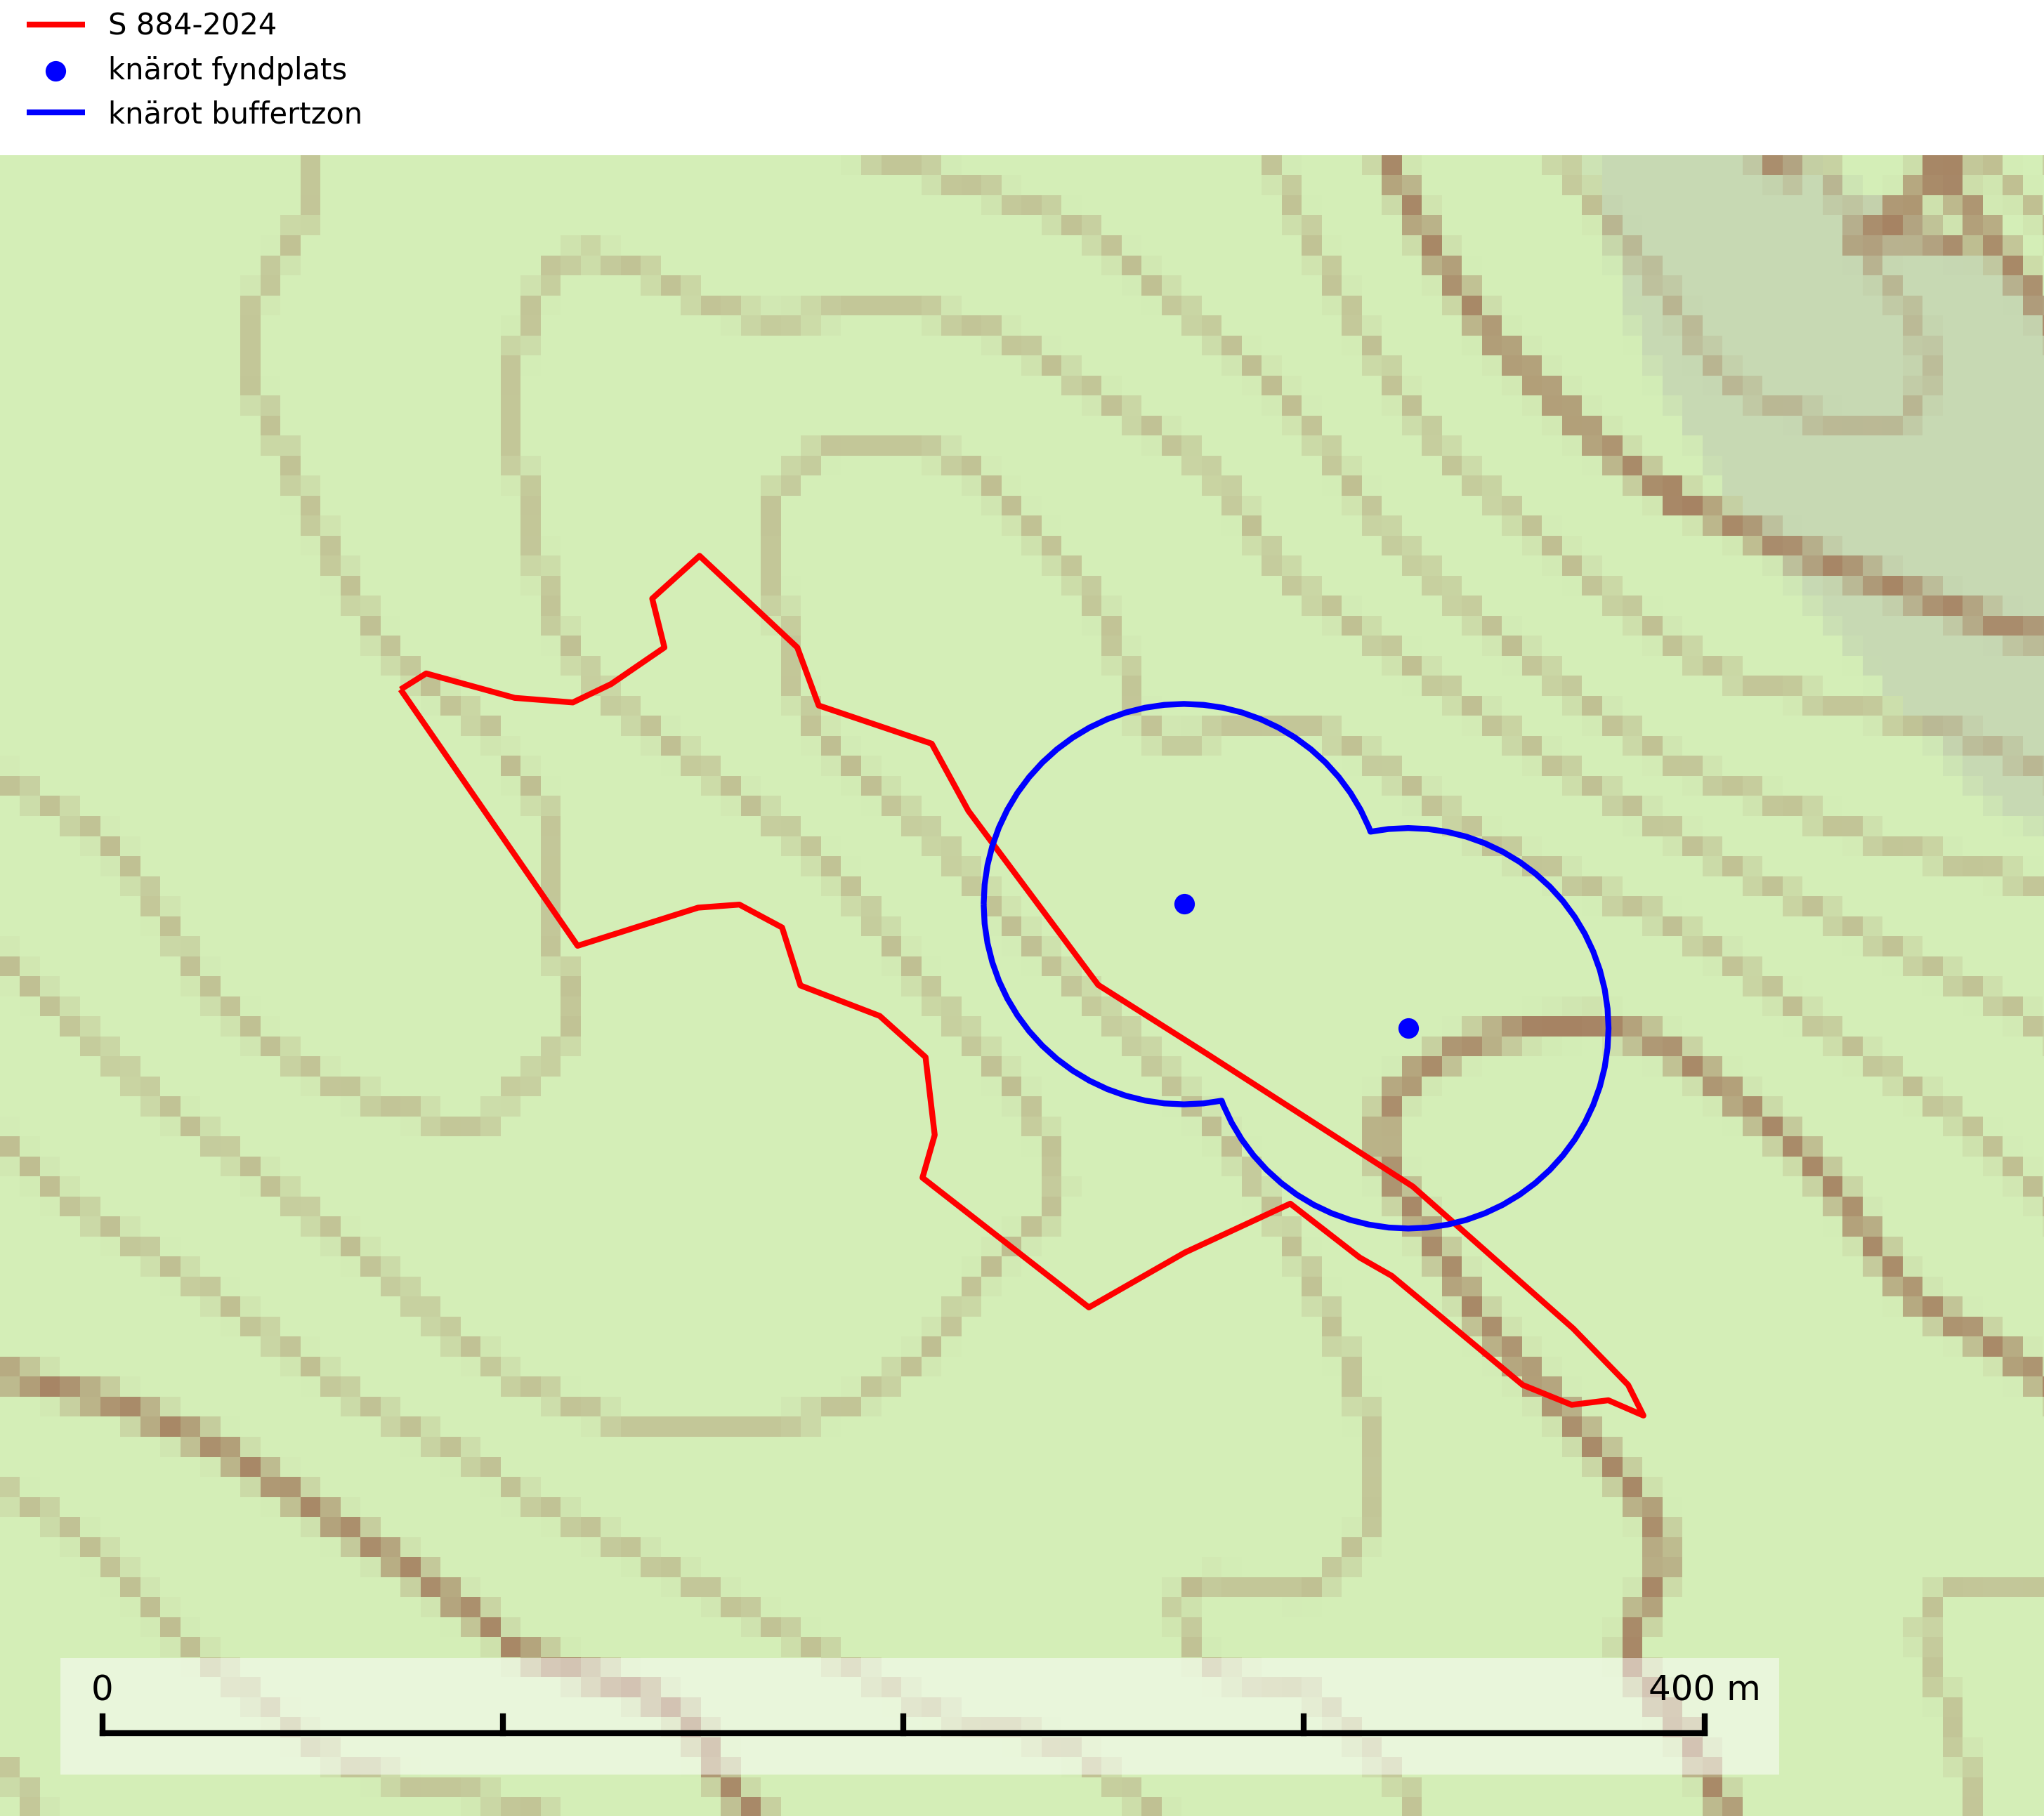 S 884-2024
knärot fyndplats
knärot buffertzon
0 400 m